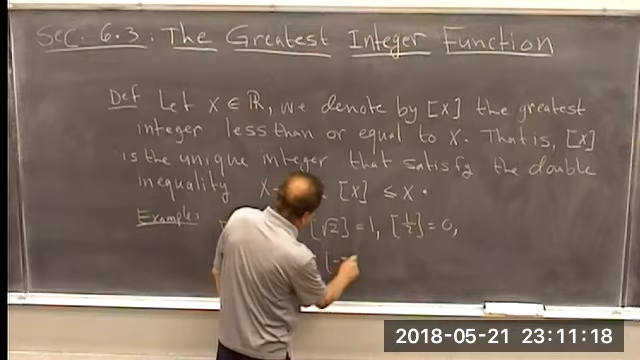 Sec. 6.3: The Greatest Integer Function
Def Let x ∈ ℝ, we denote by [x] the greatest
integer less than or equal to x. That is, [x]
is the unique integer that satisfy the double
inequality x- [x] ≤ x.
Examples [√2] = 1, [1/2] = 0,
[-
2018-05-21 23:11:18